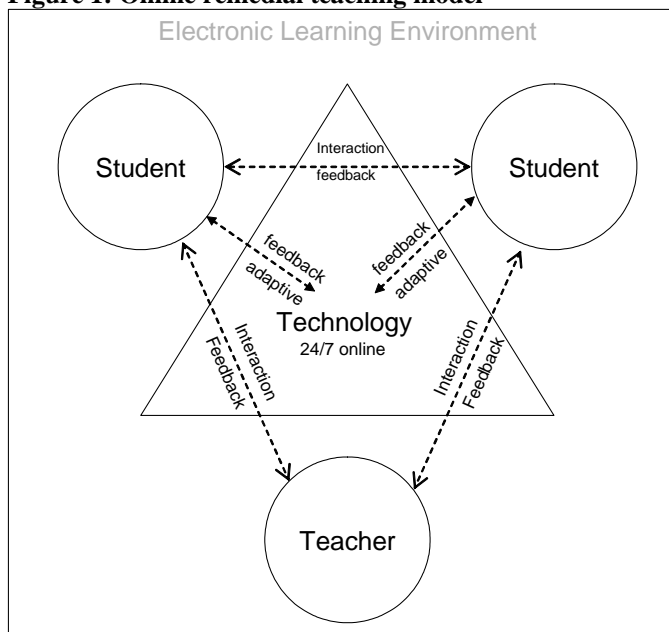 Figure 1: Online remedial teaching model
Electronic Learning Environment
Student
Interaction
feedback
Student
feedback
adaptive
feedback
adaptive
Technology
24/7 online
Interaction
Feedback
Interaction
Feedback
Teacher